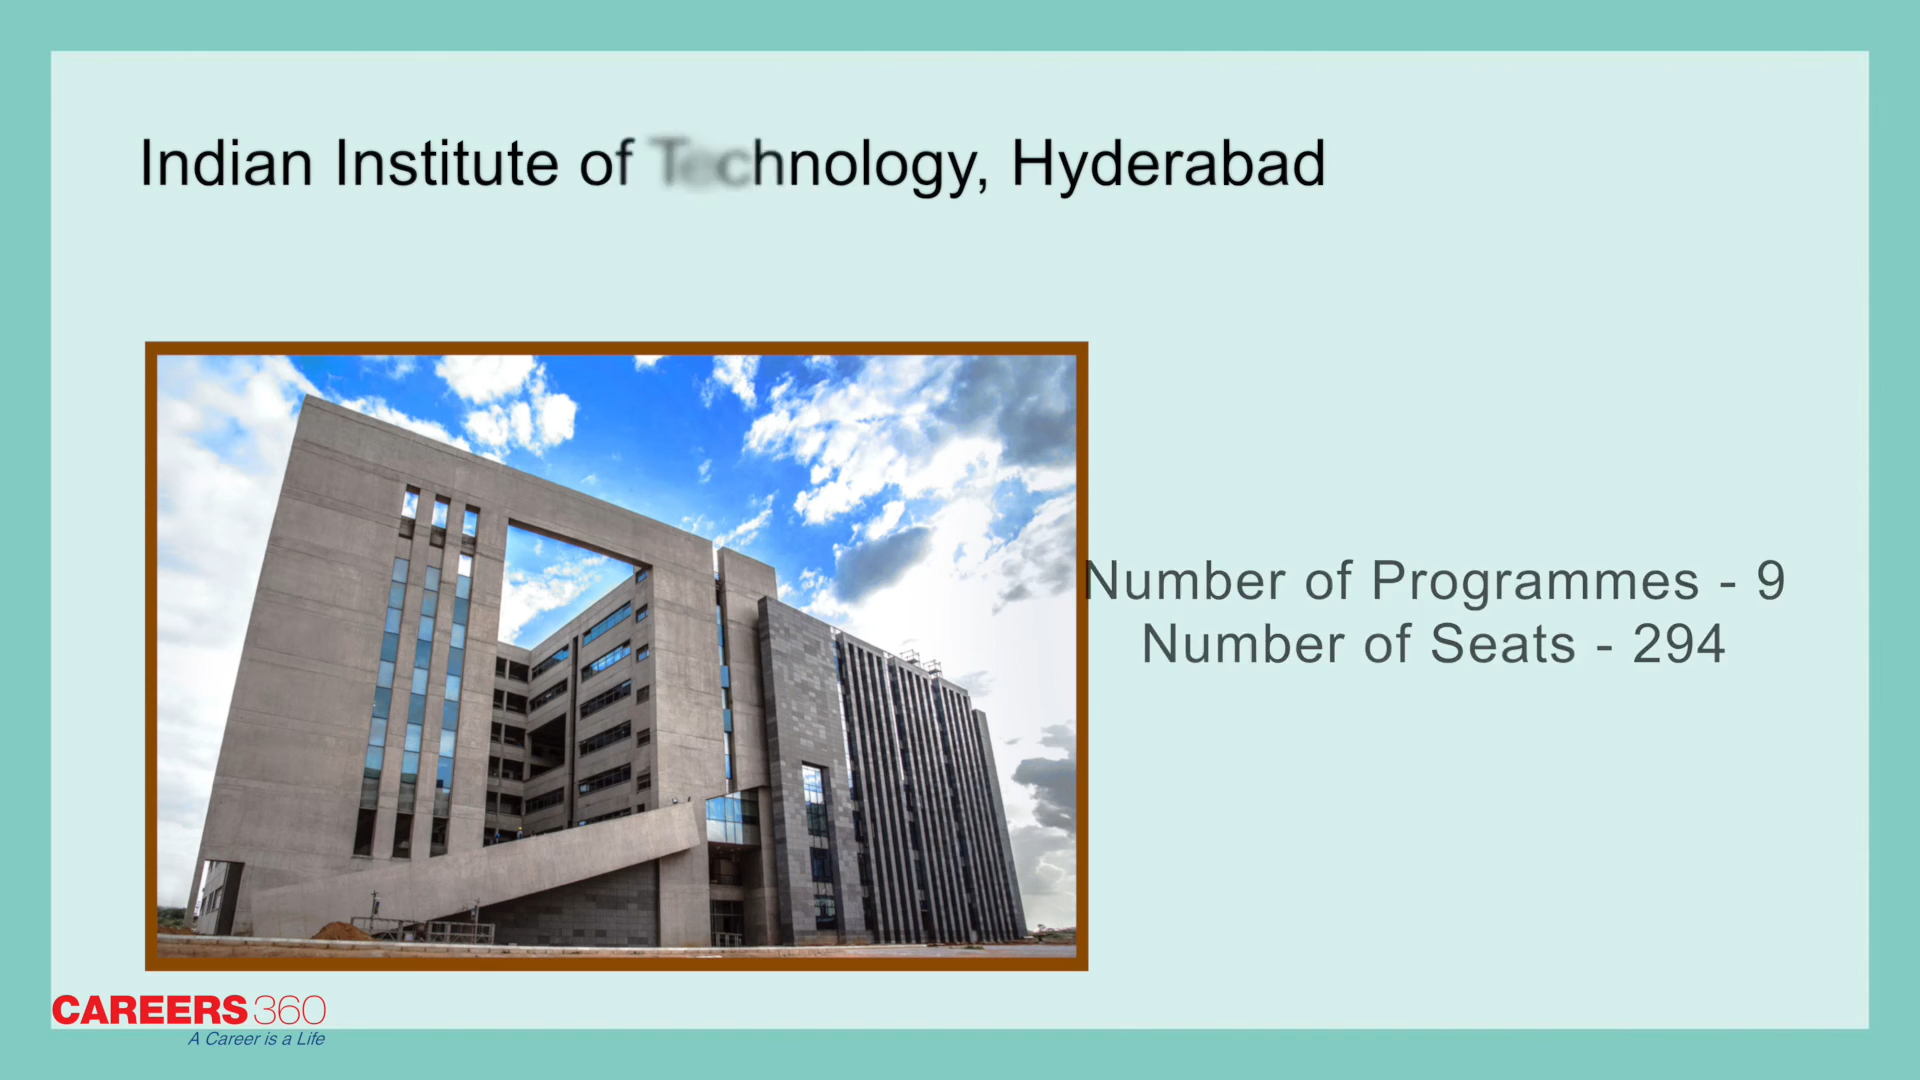 Indian Institute of Technology, Hyderabad
Number of Programmes - 9
Number of Seats - 294
CAREERS360
A Career is a Life